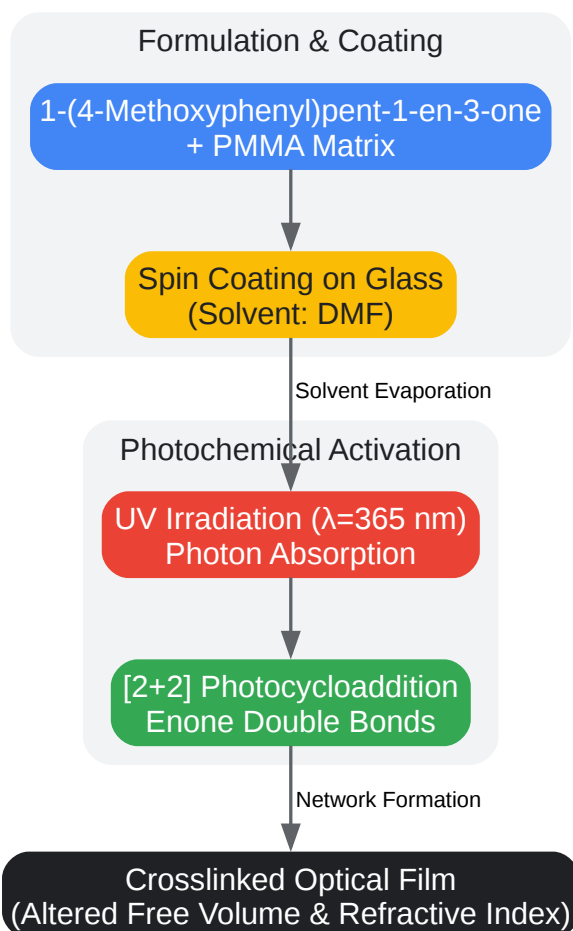 Formulation & Coating
1-(4-Methoxyphenyl)pent-1-en-3-one
+ PMMA Matrix
Spin Coating on Glass
(Solvent: DMF)
Solvent Evaporation
Photochemical Activation
UV Irradiation (λ=365 nm)
Photon Absorption
[2+2] Photocycloaddition
Enone Double Bonds
Network Formation
Crosslinked Optical Film
(Altered Free Volume & Refractive Index)